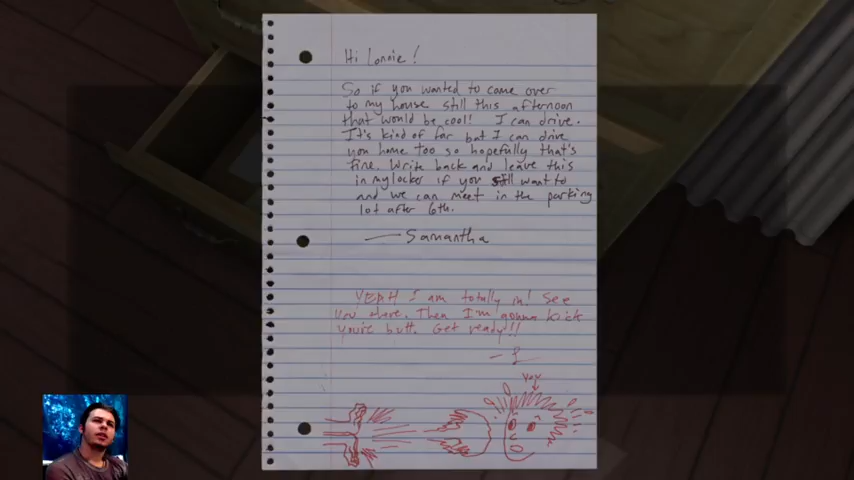 Hi Lonnie!
So if you wanted to come over
to my house still this afternoon
that would be cool! I can drive.
It's kind of far but I can drive
you home too so hopefully that's
fine. Write back and leave this
in my locker if you still want to
and we can meet in the parking
lot after 6th.
— Samantha
YEAH I am totally in! See
you there. Then I'm gonna kick
you're butt. Get ready!!
- L
YOU